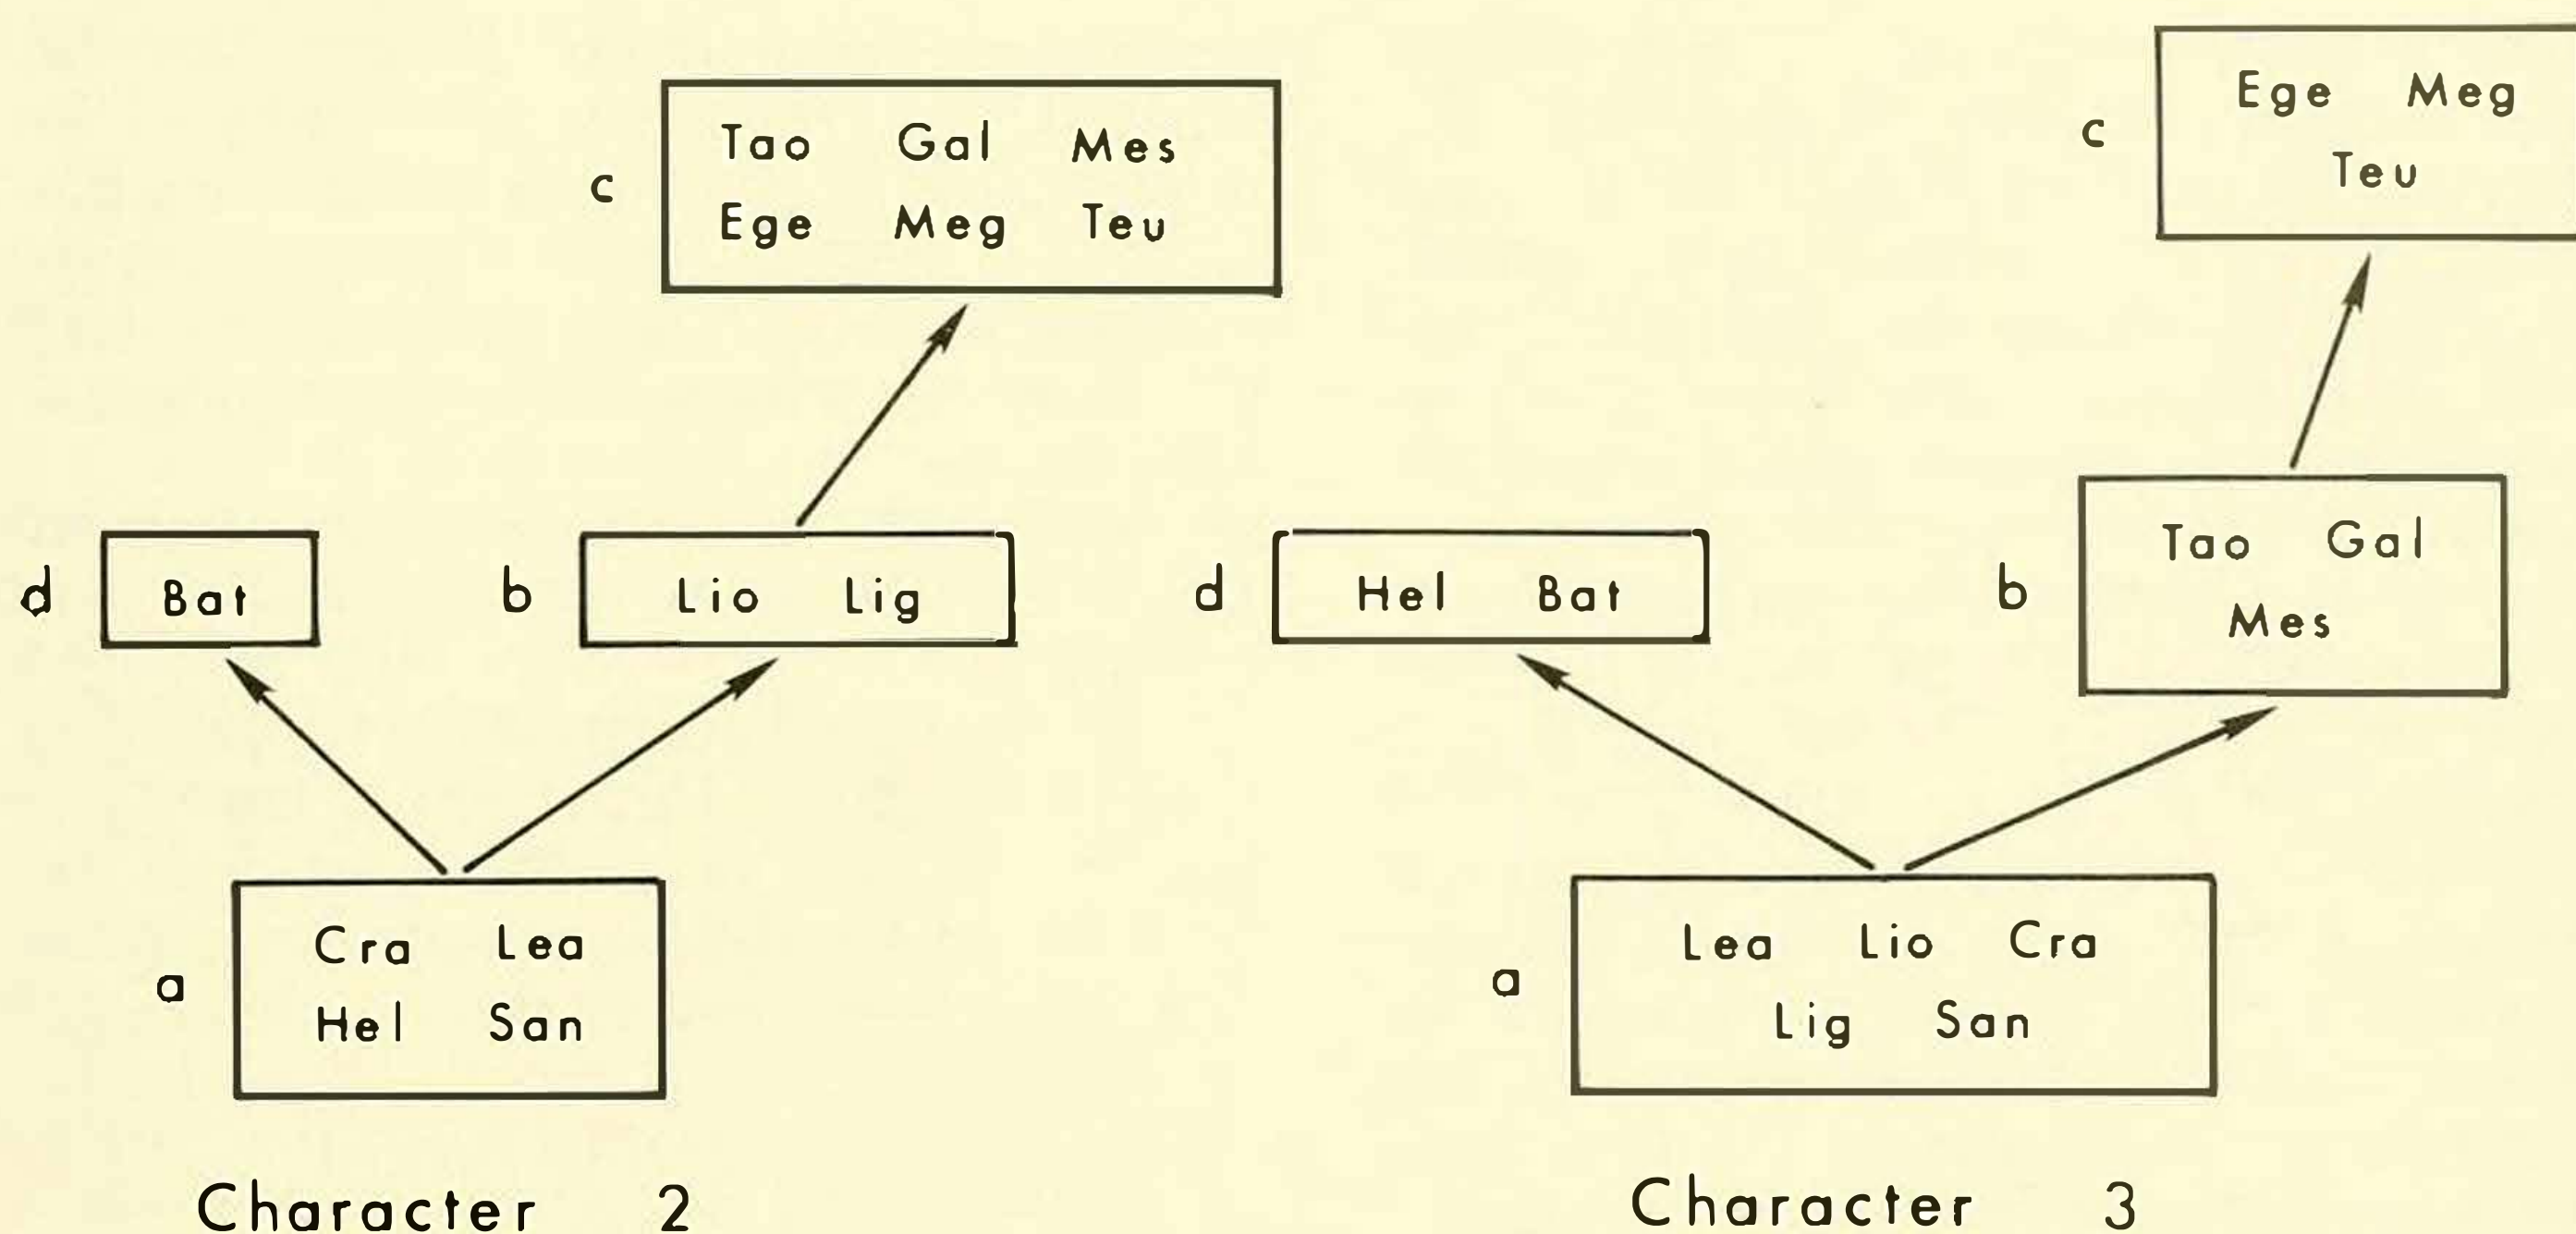 c
Tao Gal Mes
Ege Meg Teu
d
Bat
b
Lio Lig
a
Cra Lea
Hel San
Character 2
c
Ege Meg
Teu
d
Hel Bat
b
Tao Gal
Mes
a
Lea Lio Cra
Lig San
Character 3